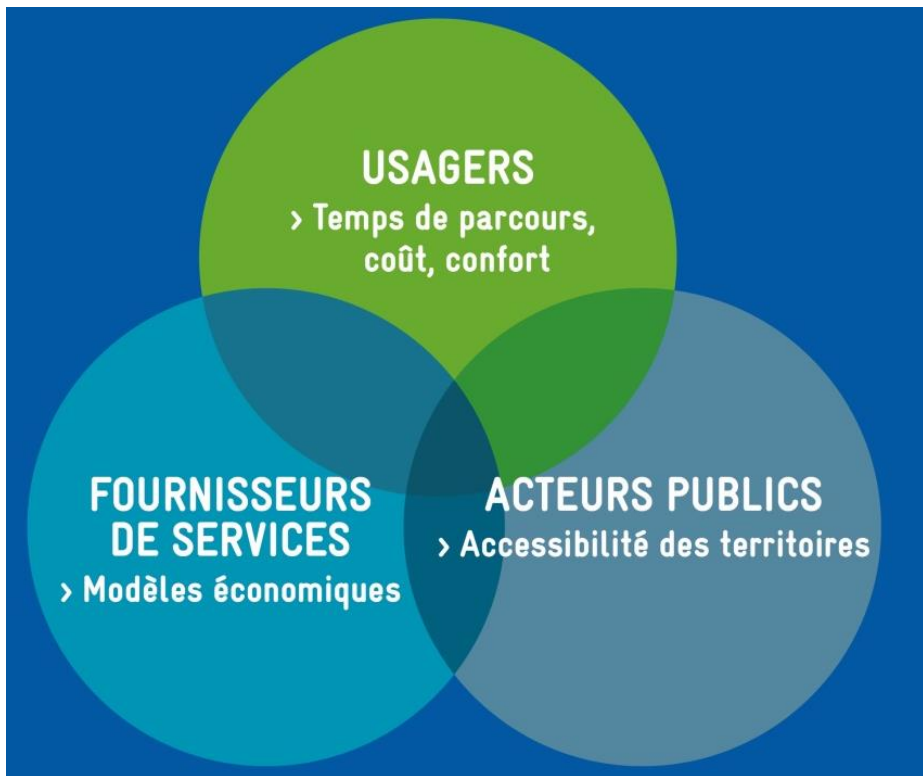 USAGERS
› Temps de parcours,
coût, confort
FOURNISSEURS
DE SERVICES
› Modèles économiques
ACTEURS PUBLICS
› Accessibilité des territoires